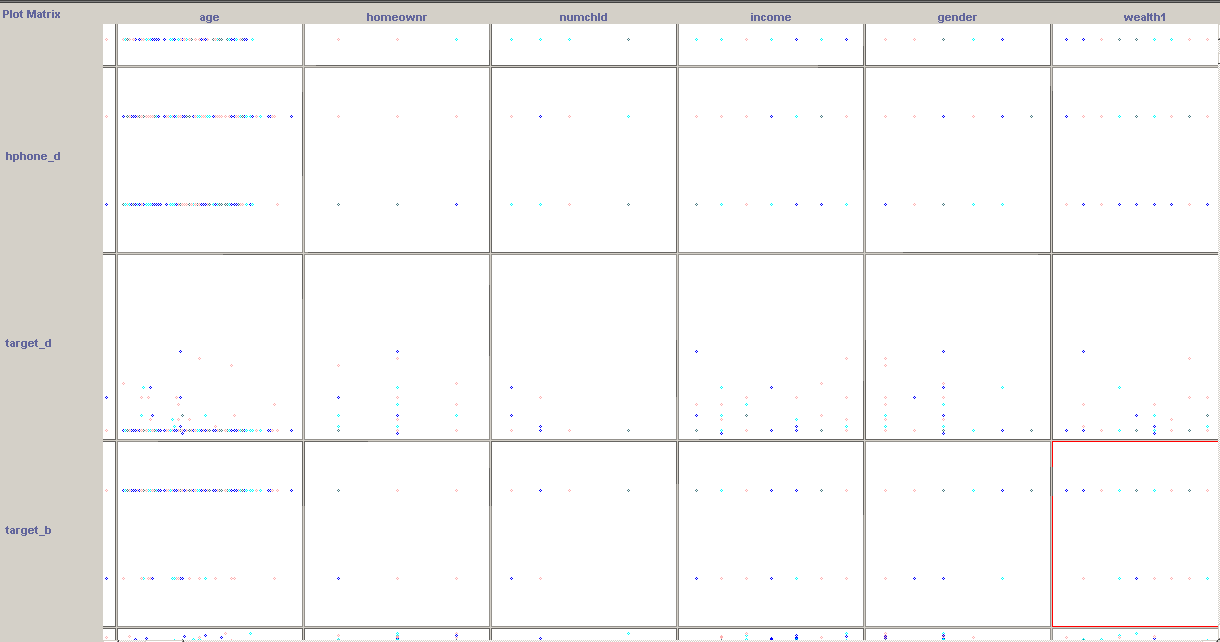 Plot Matrix
age homeownr numchld income gender wealth1
hphone_d
target_d
target_b